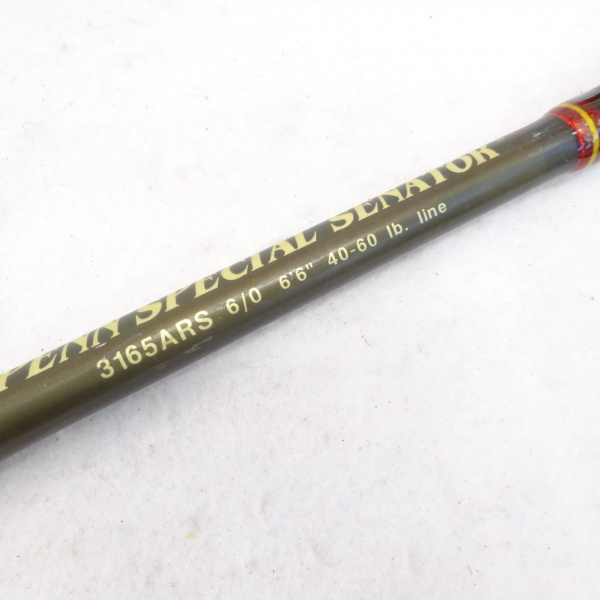 PENN SPECIAL SENATOR
3165ARS 6/0 6'6" 40-60 lb. line